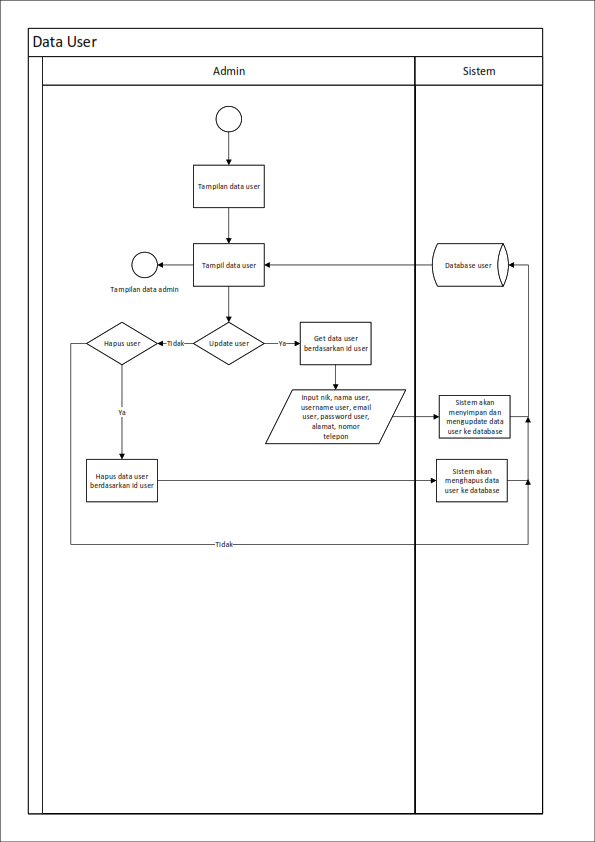 Data User
Admin
Sistem
Tampilan data user
Tampil data user
Database user
Tampilan data admin
Hapus user
Tidak
Update user
Ya
Get data user
berdasarkan Id user
Ya
Input nik, nama user,
username user, email
user, password user,
alamat, nomor
telepon
Sistem akan
menyimpan dan
mengupdate data
user ke database
Hapus data user
berdasarkan Id user
Sistem akan
menghapus data
user ke database
Tidak